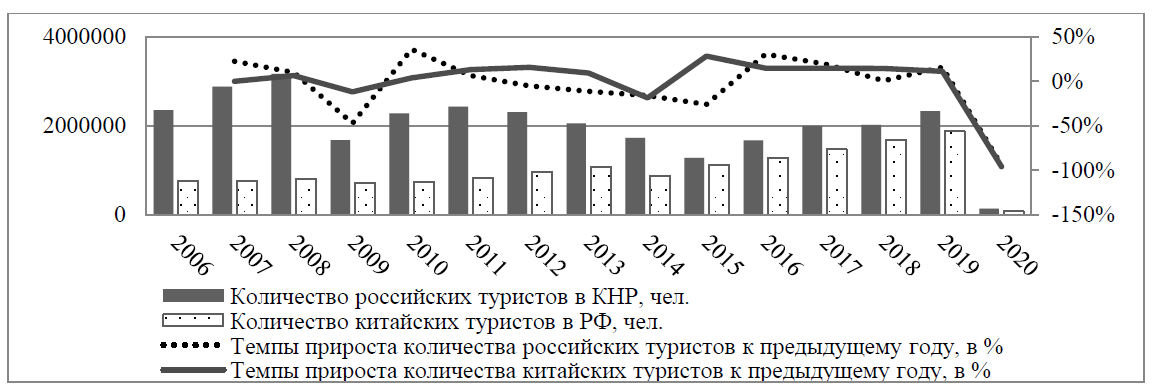 4000000
2000000
0
50%
0%
-50%
-100%
-150%
2006 2007 2008 2009 2010 2011 2012 2013 2014 2015 2016 2017 2018 2019 2020
Количество российских туристов в КНР, чел.
Количество китайских туристов в РФ, чел.
Темпы прироста количества российских туристов к предыдущему году, в %
Темпы прироста количества китайских туристов к предыдущему году, в %